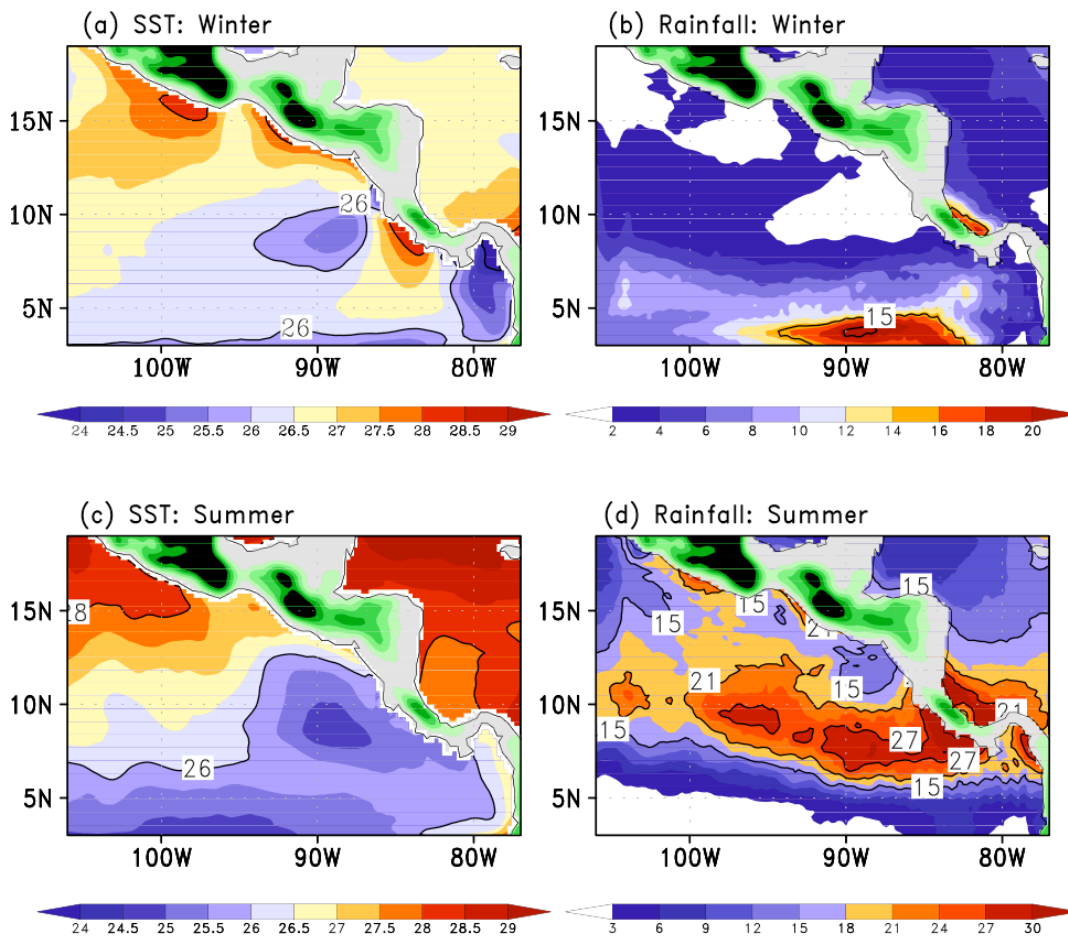 (a) SST: Winter
(b) Rainfall: Winter
15N
10N
5N
26
26
100W 90W 80W
15N
10N
5N
15
100W 90W 80W
24 24.5 25 25.5 26 26.5 27 27.5 28 28.5 29
2 4 6 8 10 12 14 16 18 20
(c) SST: Summer
(d) Rainfall: Summer
15N
10N
5N
26
100W 90W 80W
15N
10N
5N
15
15
15
21
21
15
21
15
27
27
15
100W 90W 80W
24 24.5 25 25.5 26 26.5 27 27.5 28 28.5 29
3 6 9 12 15 18 21 24 27 30